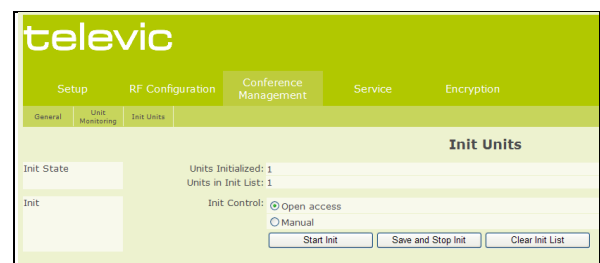 televic
Setup RF Configuration Conference Management Service Encryption
General Unit Monitoring Init Units
Init Units
Init State Units Initialized: 1
Units in Init List: 1
Init Init Control: Open access
Manual
Start Init Save and Stop Init Clear Init List